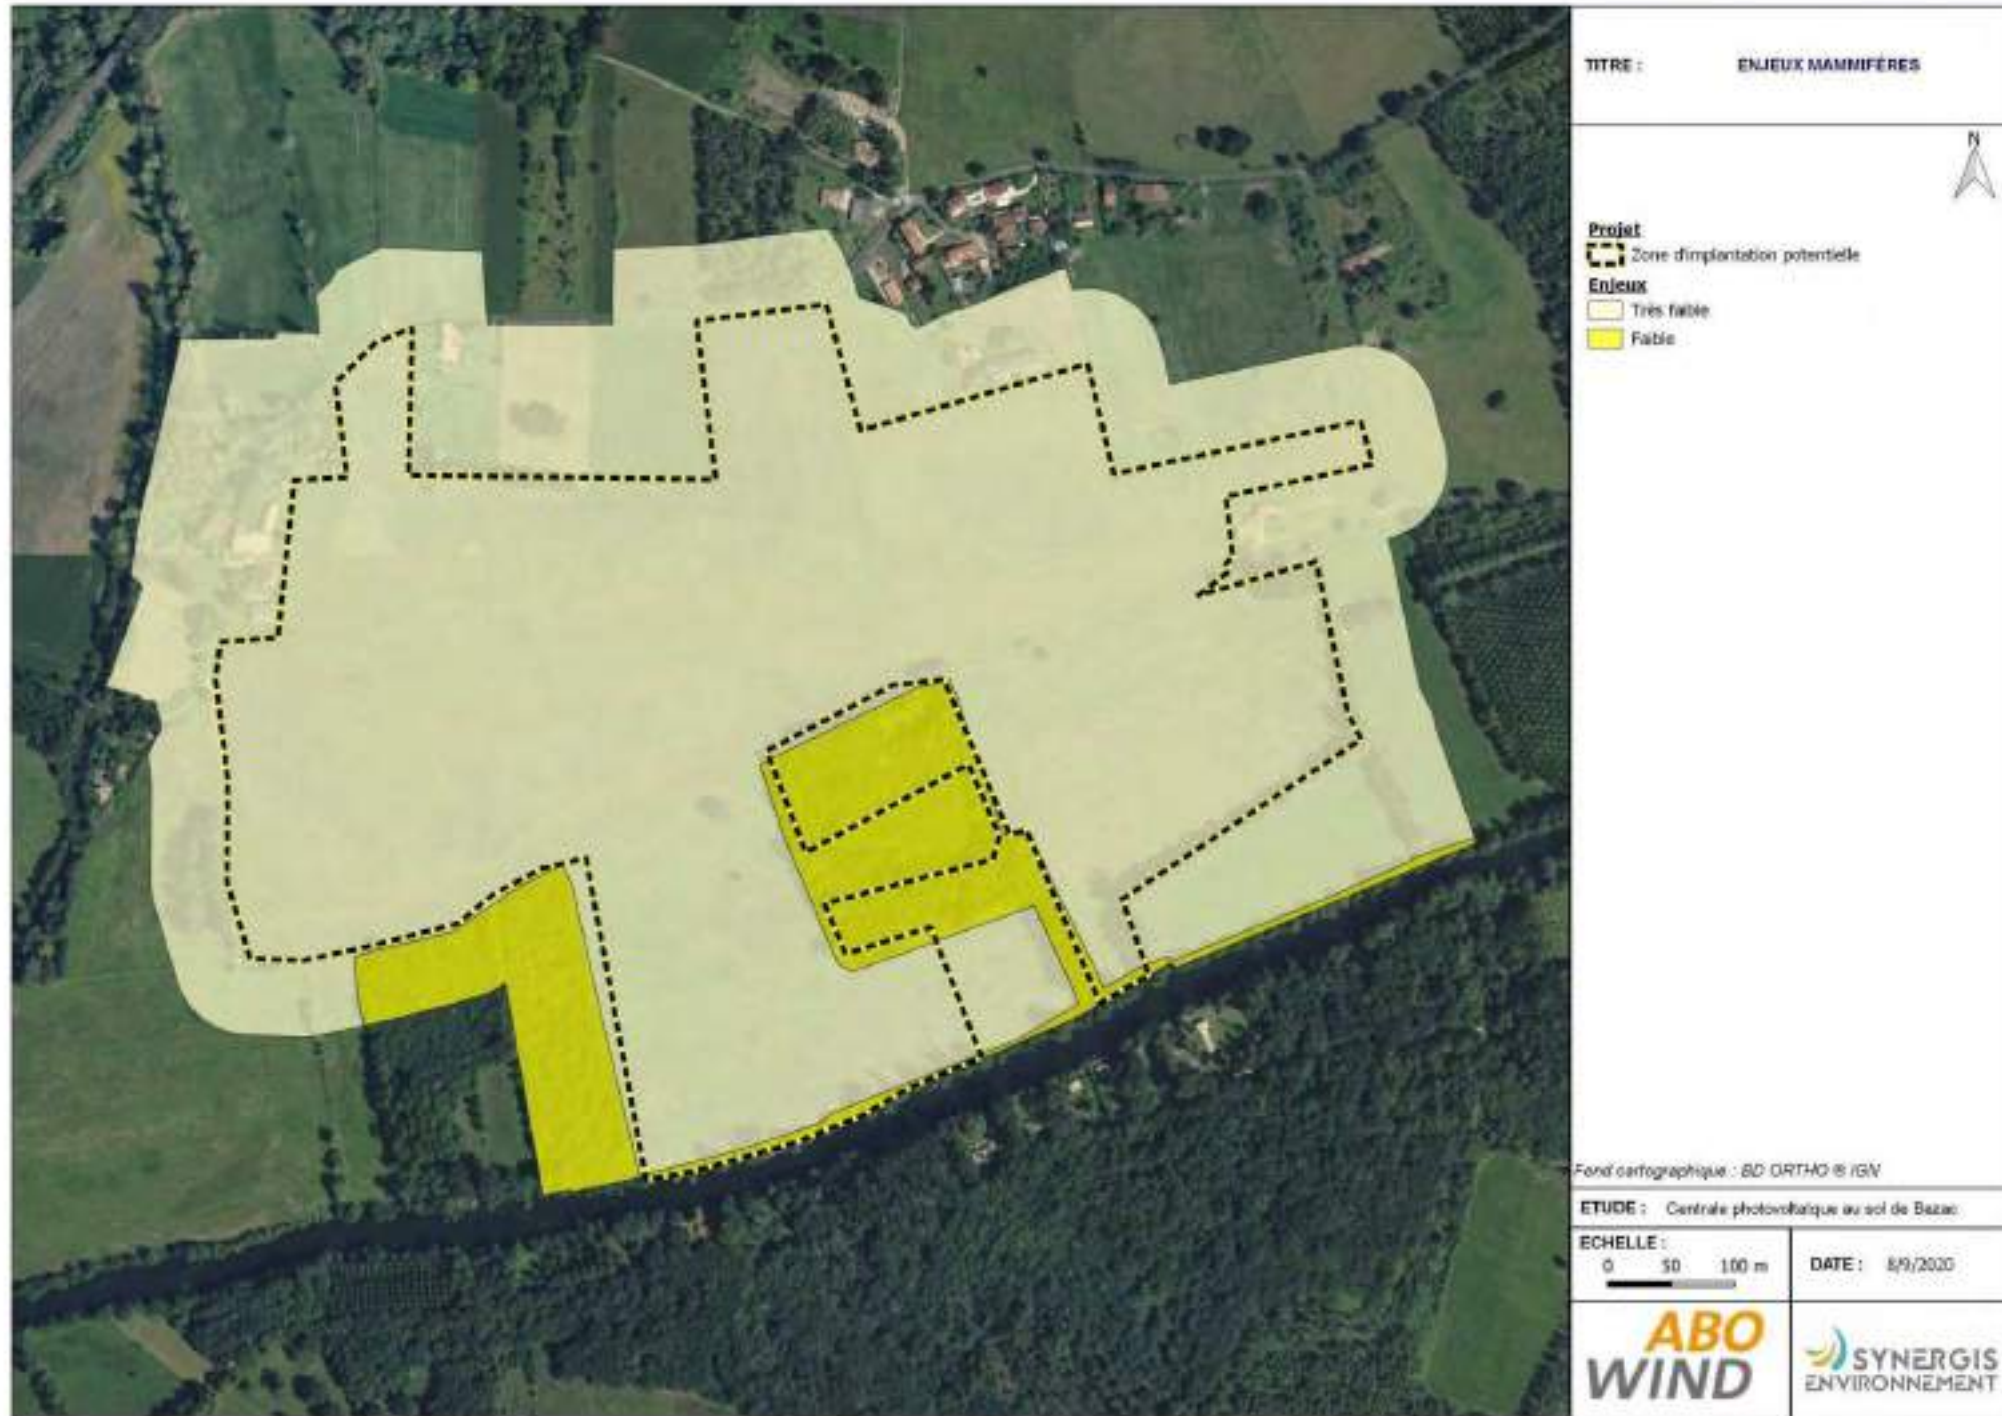 TITRE : ENJEUX MAMMIFÈRES
N
Projet
Zone d'implantation potentielle
Enjeux
Très faible
Faible
Fond cartographique : BD ORTHO ® IGN
ETUDE : Centrale photovoltaïque au sol de Bazac
ECHELLE :
0 50 100 m
DATE : 8/9/2020
ABO
WIND
SYNERGIS
ENVIRONNEMENT